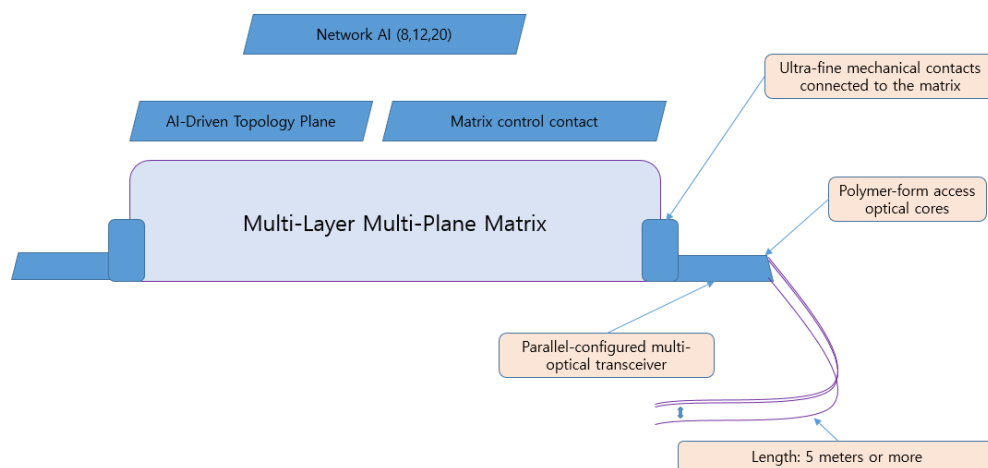 Network AI (8,12,20)
Ultra-fine mechanical contacts
connected to the matrix
AI-Driven Topology Plane
Matrix control contact
Multi-Layer Multi-Plane Matrix
Polymer-form access
optical cores
Parallel-configured multi-
optical transceiver
Length: 5 meters or more